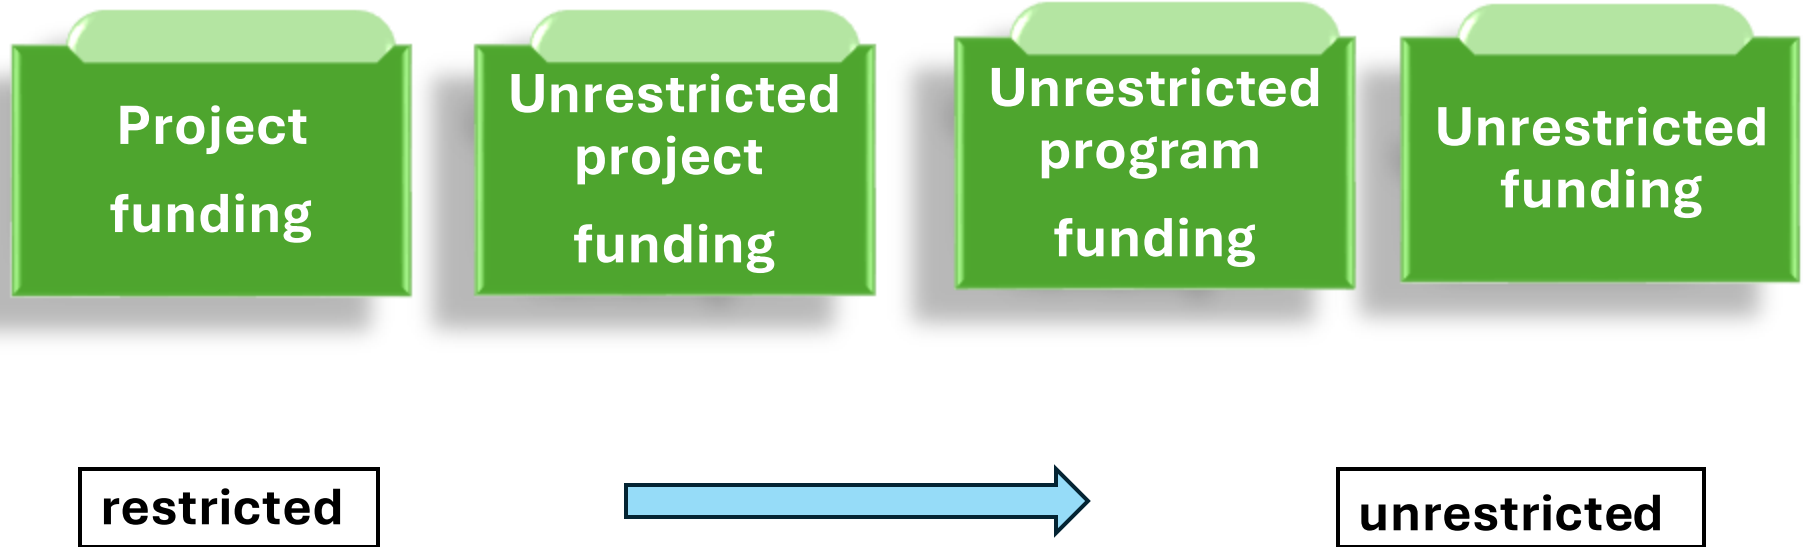 Project
funding
Unrestricted
project
funding
Unrestricted
program
funding
Unrestricted
funding
restricted
unrestricted